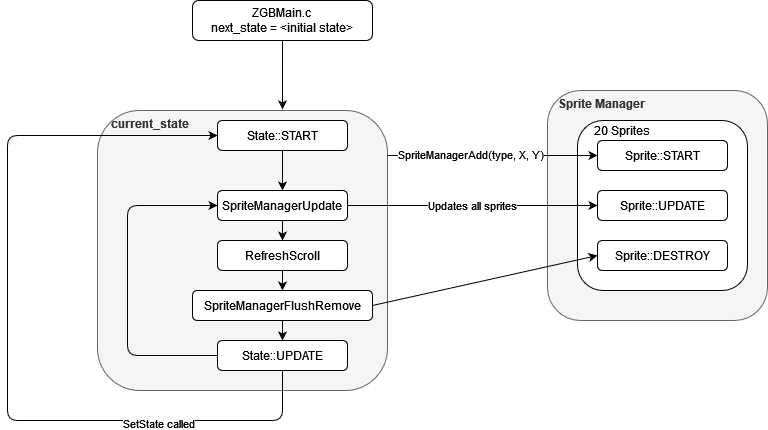 ZGBMain.c
next_state = <initial state>
current_state
State::START
SpriteManagerUpdate
RefreshScroll
SpriteManagerFlushRemove
State::UPDATE
SetState called
SpriteManagerAdd(type, X, Y)
Updates all sprites
Sprite Manager
20 Sprites
Sprite::START
Sprite::UPDATE
Sprite::DESTROY